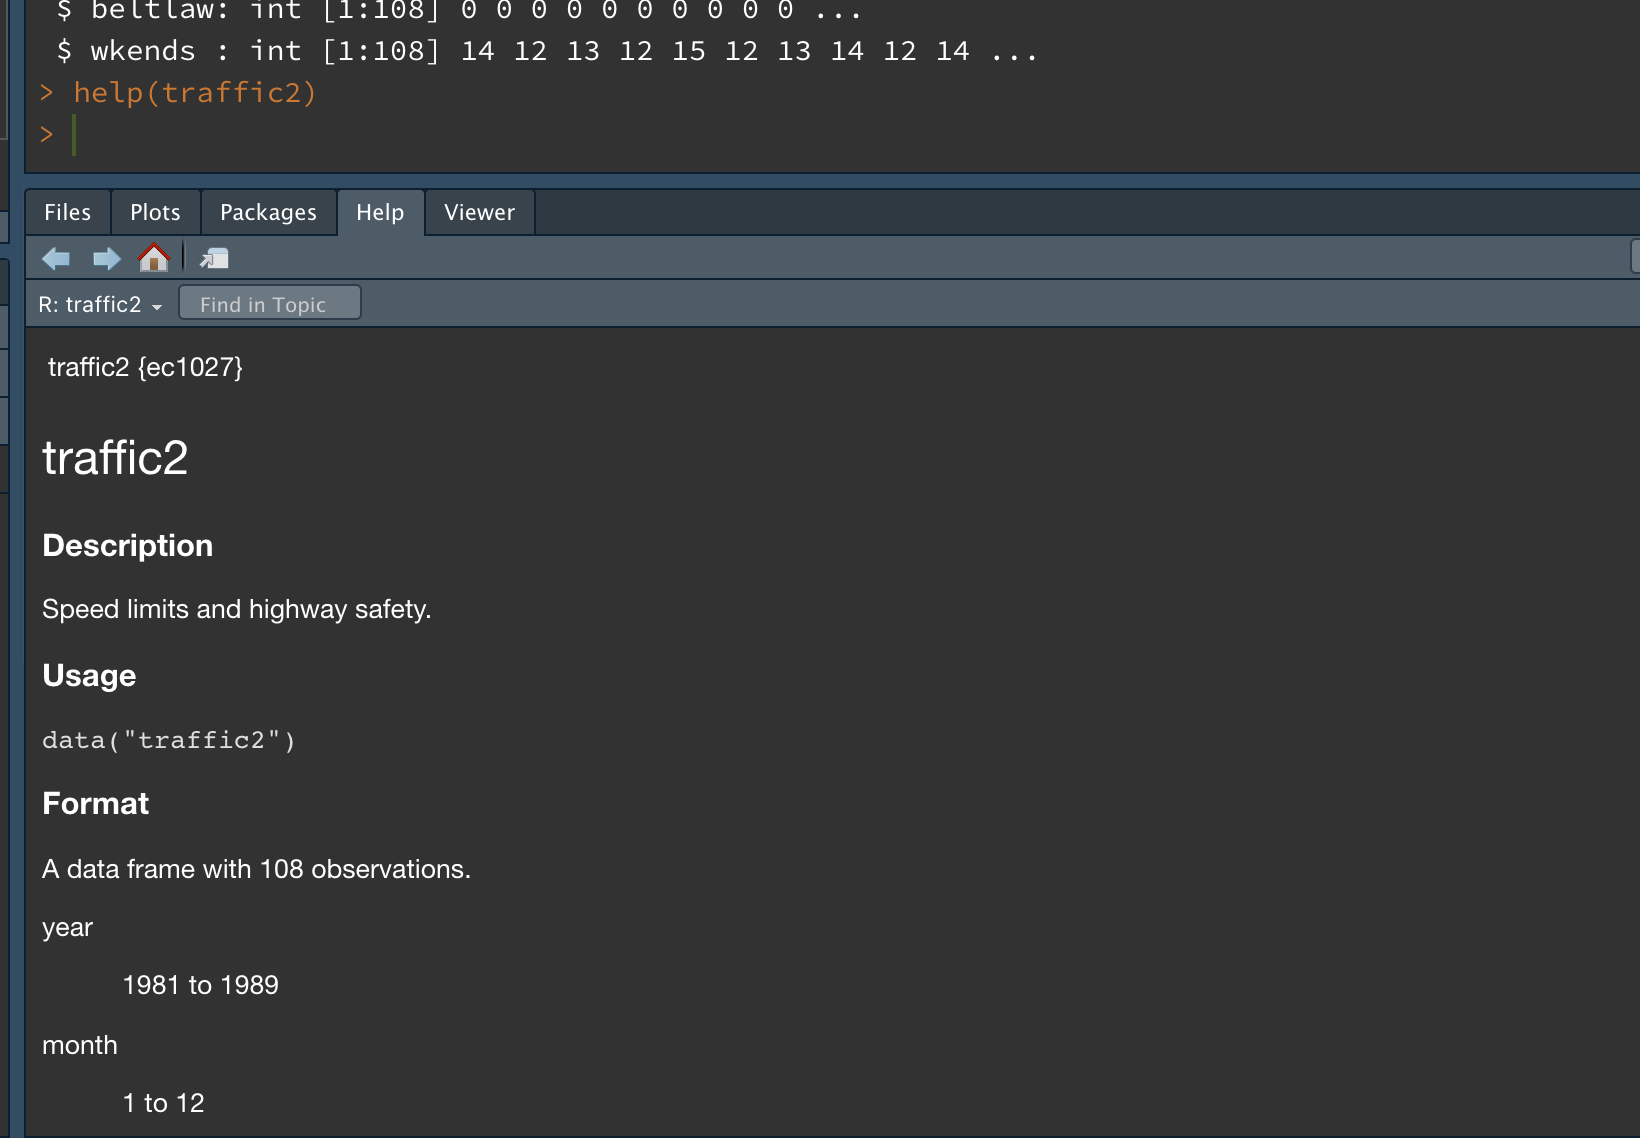 $ beltlaw: int [1:108] 0 0 0 0 0 0 0 0 0 0 ...
$ wkends : int [1:108] 14 12 13 12 15 12 13 14 12 14 ...
> help(traffic2)
>
Files Plots Packages Help Viewer
R: traffic2 Find in Topic
traffic2 {ec1027}
traffic2
Description
Speed limits and highway safety.
Usage
data("traffic2")
Format
A data frame with 108 observations.
year
1981 to 1989
month
1 to 12